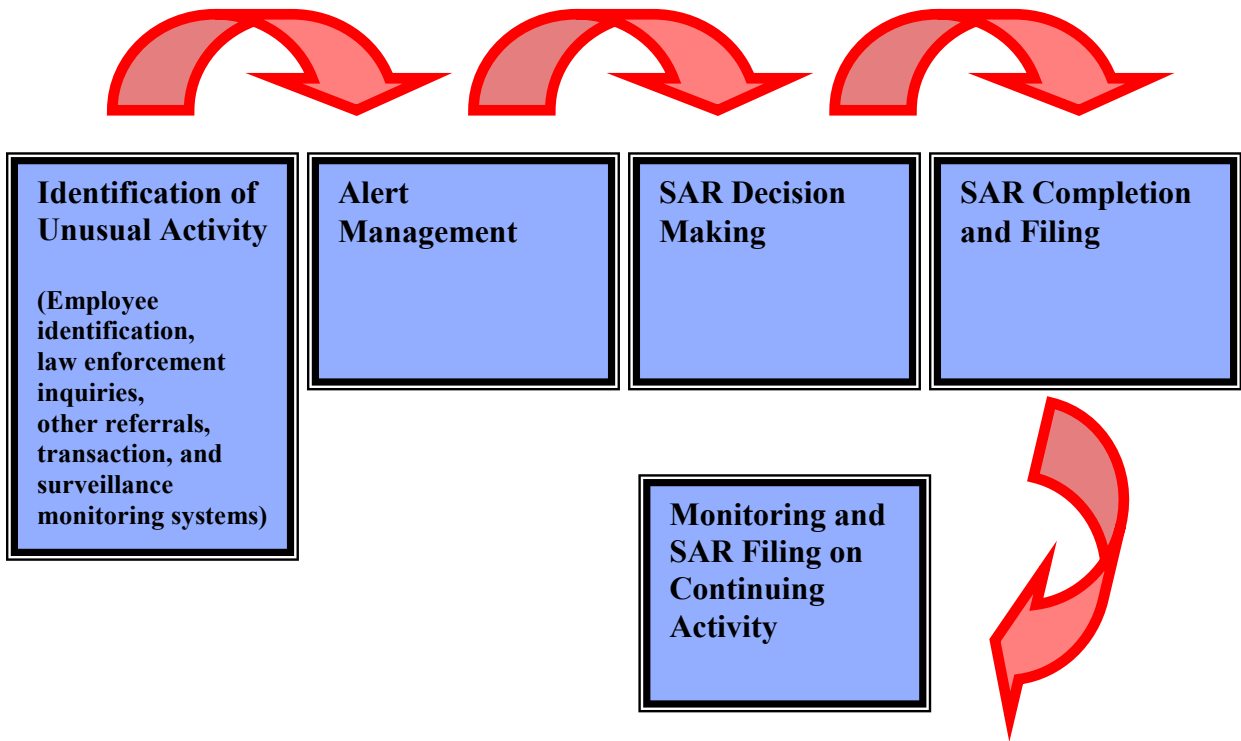 Identification of
Unusual Activity
(Employee
identification,
law enforcement
inquiries,
other referrals,
transaction, and
surveillance
monitoring systems)
Alert
Management
SAR Decision
Making
SAR Completion
and Filing
Monitoring and
SAR Filing on
Continuing
Activity